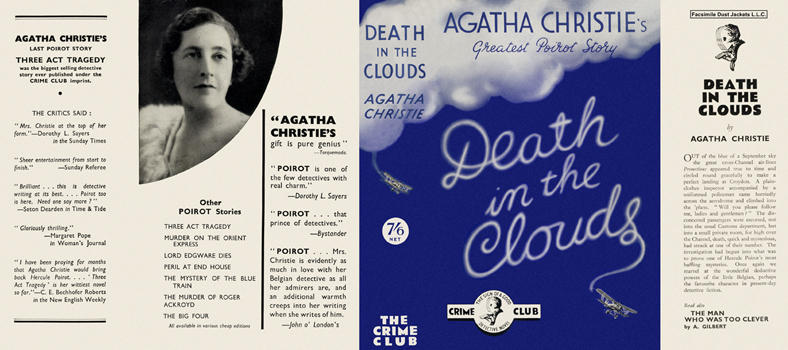 AGATHA CHRISTIE'S
LAST POIROT STORY
THREE ACT TRAGEDY
was the biggest selling detective
story ever published under the
CRIME CLUB imprint.
THE CRITICS SAID :
"Mrs. Christie at the top of her
form."—Dorothy L. Sayers
in the Sunday Times
"Sheer entertainment from start to
finish." —Sunday Referee
"Brilliant . . . this is detective
writing at its best. . . . Poirot too
is here. Need one say more ?"
—Seton Dearden in Time & Tide
"Gloriously thrilling."
—Margaret Pope
in Woman's Journal
"I have been praying for months
that Agatha Christie would bring
back Hercule Poirot. . . . 'Three
Act Tragedy' is her wittiest novel
so far."—C. E. Bechhofer Roberts
in the New English Weekly
Other
POIROT Stories
THREE ACT TRAGEDY
MURDER ON THE ORIENT
EXPRESS
LORD EDGWARE DIES
PERIL AT END HOUSE
THE MYSTERY OF THE BLUE
TRAIN
THE MURDER OF ROGER
ACKROYD
THE BIG FOUR
All available in various cheap editions
"AGATHA
CHRISTIE'S
gift is pure genius"
—Torquemada.
"POIROT is one of
the few detectives with
real charm."
—Dorothy L. Sayers
"POIROT . . . that
prince of detectives."
—Bystander
"POIROT . . . Mrs.
Christie is evidently as
much in love with her
Belgian detective as all
her admirers are, and
an additional warmth
creeps into her writing
when she writes of him.
—John o' London's
DEATH
IN THE
CLOUDS
AGATHA
CHRISTIE
7/6
NET
THE
CRIME
CLUB
AGATHA CHRISTIE's
Greatest Poirot Story
Death
in the
Clouds
CRIME CLUB
THE SIGN OF A GOOD
DETECTIVE NOVEL
Facsimile Dust Jackets L.L.C.
DEATH
IN THE
CLOUDS
by
AGATHA CHRISTIE
OUT of the blue of a September sky
the great cross-Channel air-liner
Prometheus appeared true to time and
circled round gracefully to make a
perfect landing at Croydon. A plain-
clothes inspector accompanied by a
uniformed policeman came hurriedly
across the aerodrome and climbed into
the 'plane. "Will you please follow
me, ladies and gentlemen?" The dis-
concerted passengers were escorted, not
into the usual Customs department, but
into a small private room, for high over
the Channel, death, quick and mysterious,
had struck at one of their number. The
investigation had begun into what was
to prove one of Hercule Poirot's most
baffling mysteries. Once again we
marvel at the wonderful deductive
powers of the little Belgian, perhaps
the favourite character in present-day
detective fiction.
Read also
THE MAN
WHO WAS TOO CLEVER
by A. GILBERT